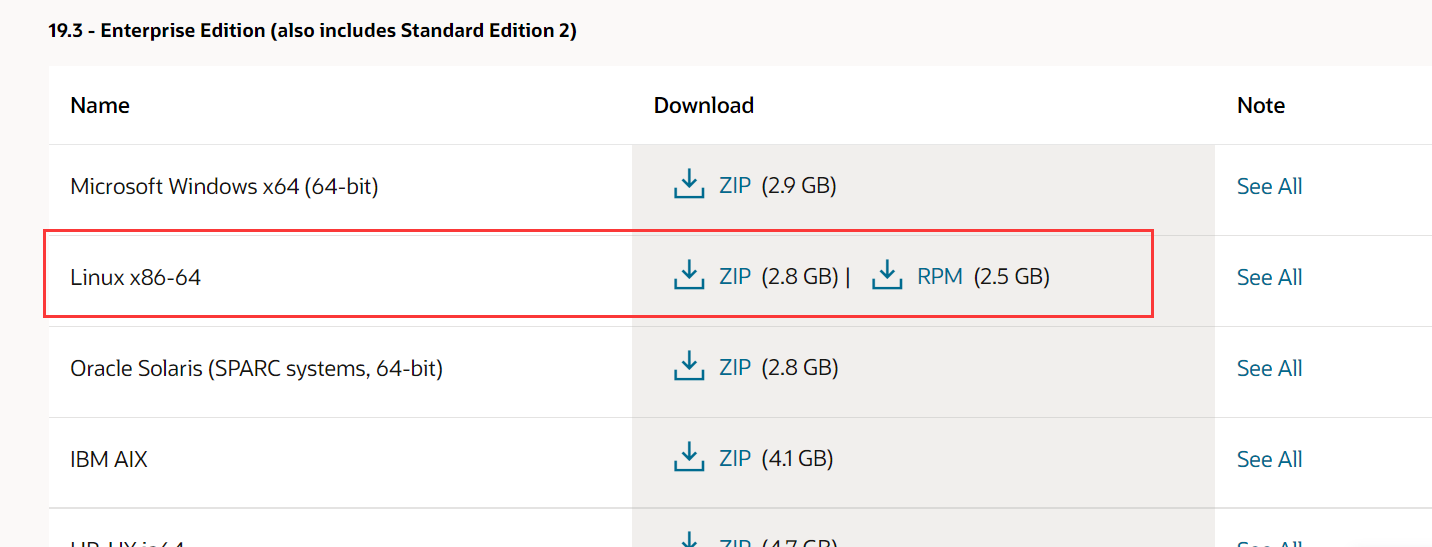 19.3 - Enterprise Edition (also includes Standard Edition 2)
Name Download Note
Microsoft Windows x64 (64-bit) ZIP (2.9 GB) See All
Linux x86-64 ZIP (2.8 GB) | RPM (2.5 GB) See All
Oracle Solaris (SPARC systems, 64-bit) ZIP (2.8 GB) See All
IBM AIX ZIP (4.1 GB) See All
HP-UX ia64 ZIP (4.7 GB) See All